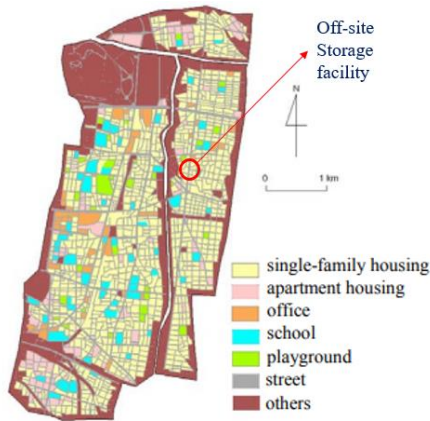 Off-site
Storage
facility
N
0 1 km
single-family housing
apartment housing
office
school
playground
street
others